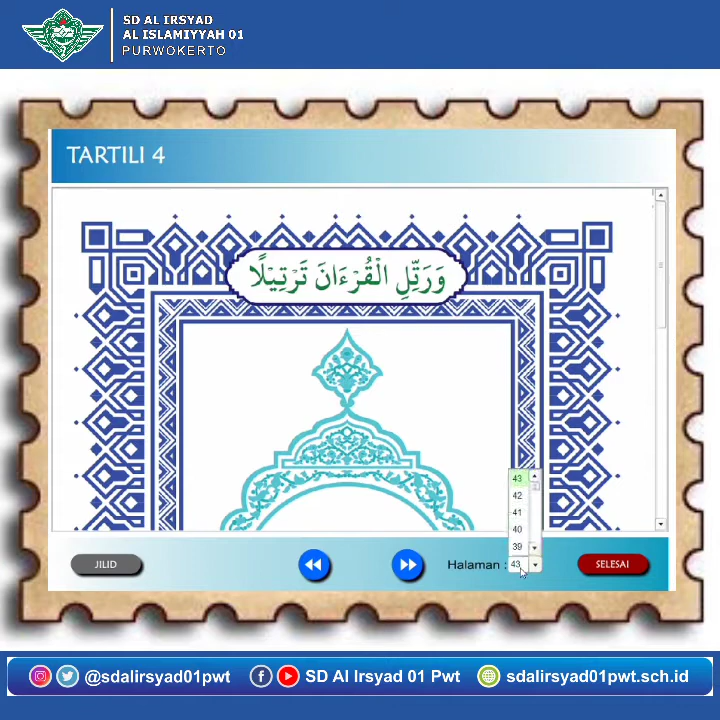 SD AL IRSYAD
AL ISLAMIYYAH 01
PURWOKERTO
TARTILI 4
وَرَتِّلِ الْقُرْءَانَ تَرْتِيْلًا
43
42
41
40
39
JILID
Halaman : 43
SELESAI
@sdalirsyad01pwt
SD Al Irsyad 01 Pwt
sdalirsyad01pwt.sch.id